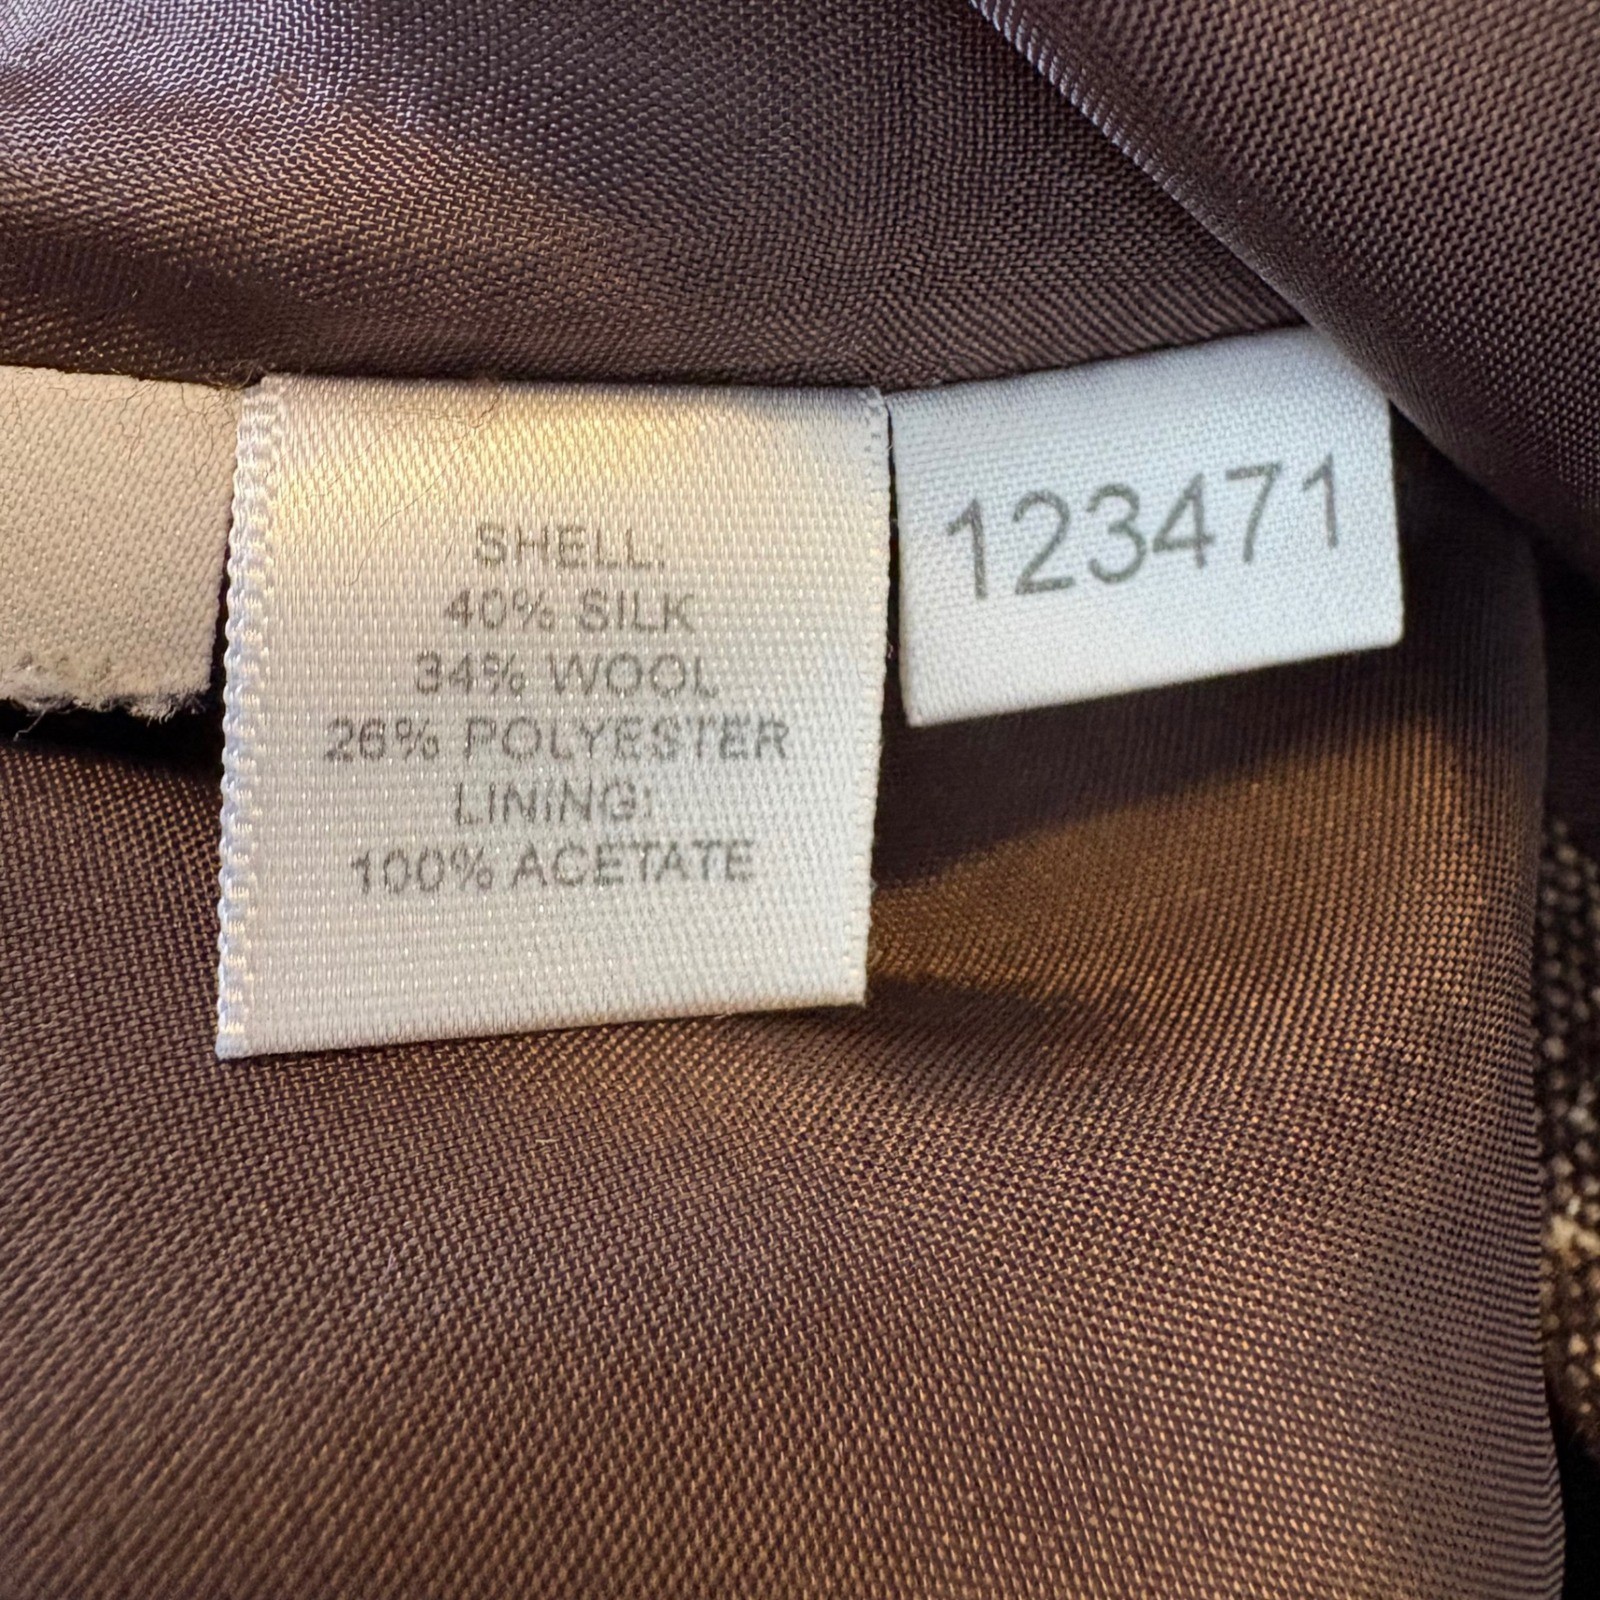 SHELL:
40% SILK
34% WOOL
26% POLYESTER
LINING:
100% ACETATE
123471